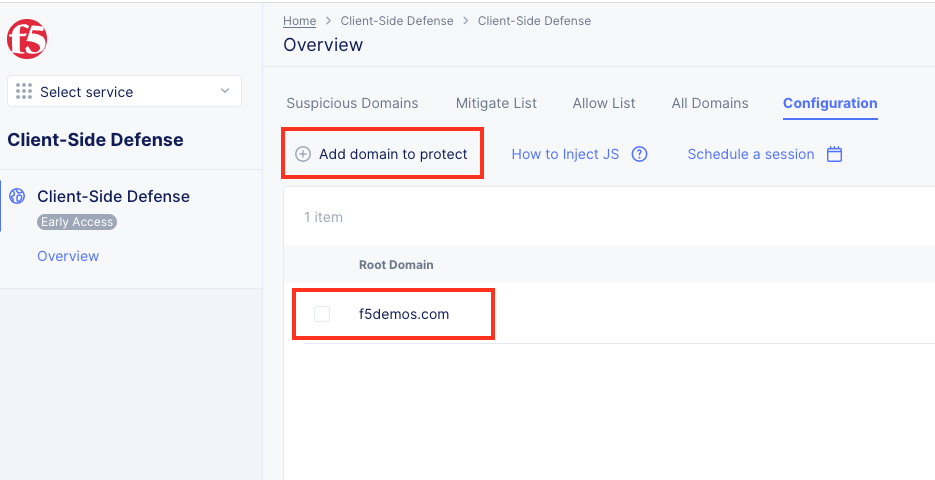 f5
Select service
Client-Side Defense
Client-Side Defense
Early Access
Overview
Home > Client-Side Defense > Client-Side Defense
Overview
Suspicious Domains Mitigate List Allow List All Domains Configuration
Add domain to protect How to Inject JS ? Schedule a session
1 item
Root Domain
f5demos.com